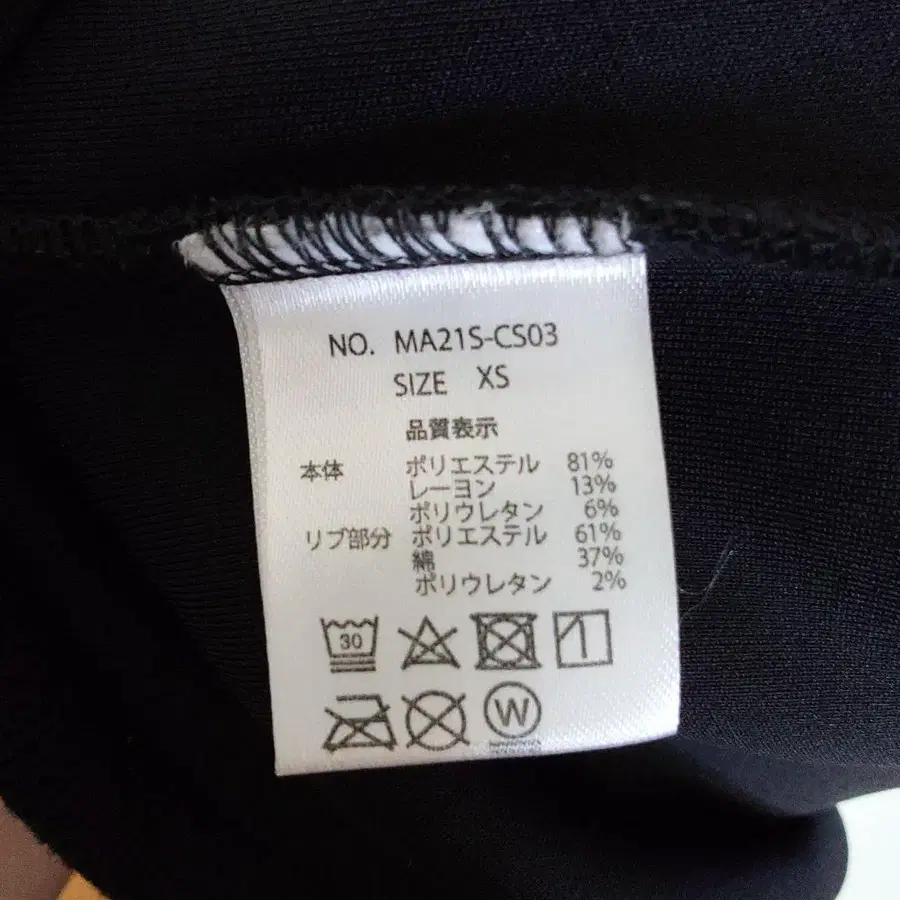 NO. MA21S-CS03
SIZE XS
品質表示
本体 ポリエステル 81%
レーヨン 13%
ポリウレタン 6%
リブ部分 ポリエステル 61%
綿 37%
ポリウレタン 2%
30
W